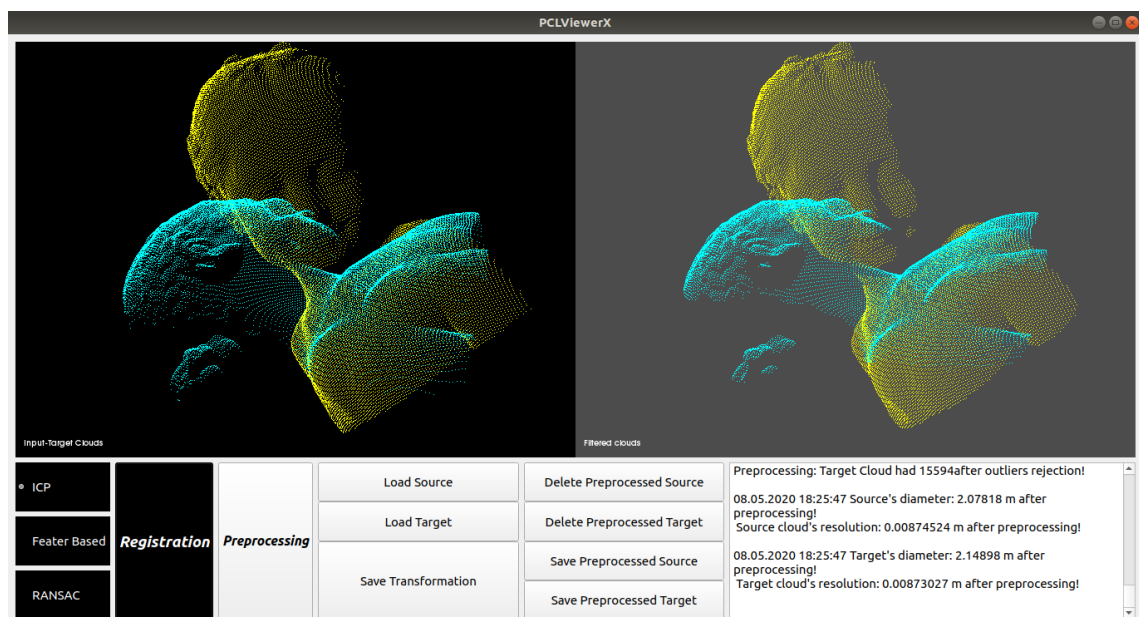 PCLViewerX
Input-Target Clouds
Filtered clouds
ICP
Feater Based
RANSAC
Registration
Preprocessing
Load Source
Load Target
Save Transformation
Delete Preprocessed Source
Delete Preprocessed Target
Save Preprocessed Source
Save Preprocessed Target
Preprocessing: Target Cloud had 15594after outliers rejection!
08.05.2020 18:25:47 Source's diameter: 2.07818 m after
preprocessing!
Source cloud's resolution: 0.00874524 m after preprocessing!
08.05.2020 18:25:47 Target's diameter: 2.14898 m after
preprocessing!
Target cloud's resolution: 0.00873027 m after preprocessing!